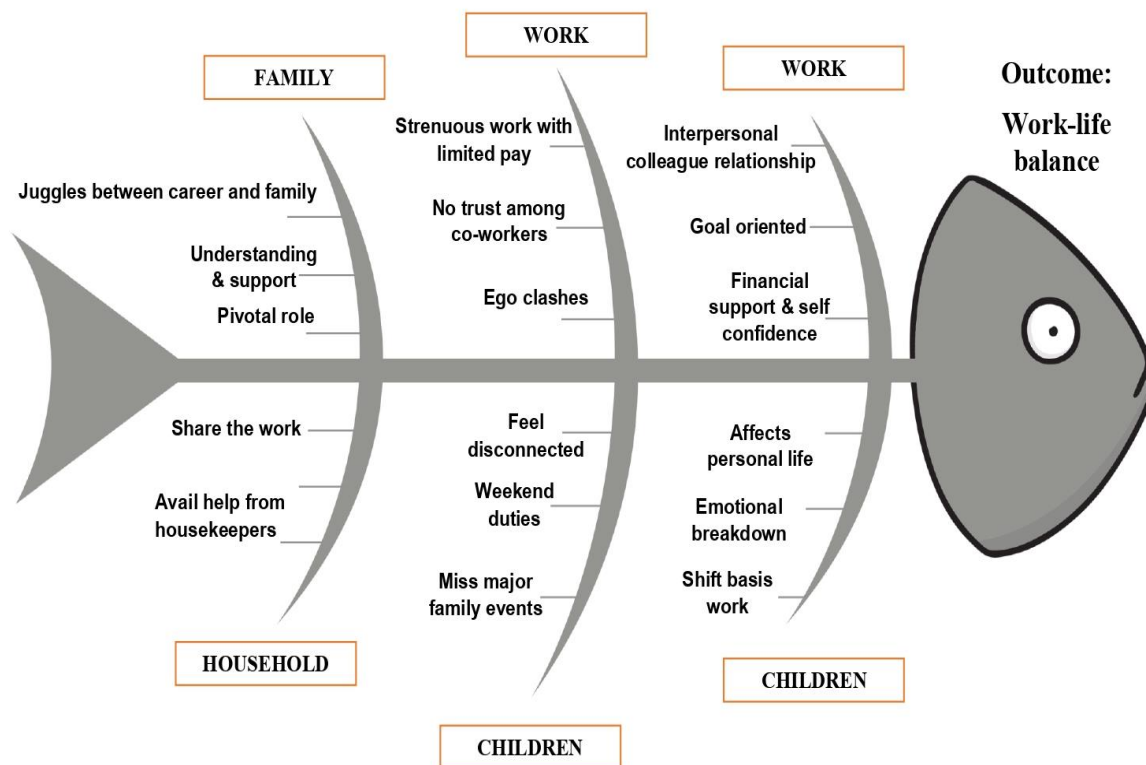 WORK
FAMILY
WORK
Outcome:
Work-life
balance
Strenuous work with
limited pay
Interpersonal
colleague relationship
Juggles between career and family
No trust among
co-workers
Goal oriented
Understanding
& support
Ego clashes
Financial
support & self
confidence
Pivotal role
Share the work
Feel
disconnected
Affects
personal life
Avail help from
housekeepers
Weekend
duties
Emotional
breakdown
Miss major
family events
Shift basis
work
HOUSEHOLD
CHILDREN
CHILDREN